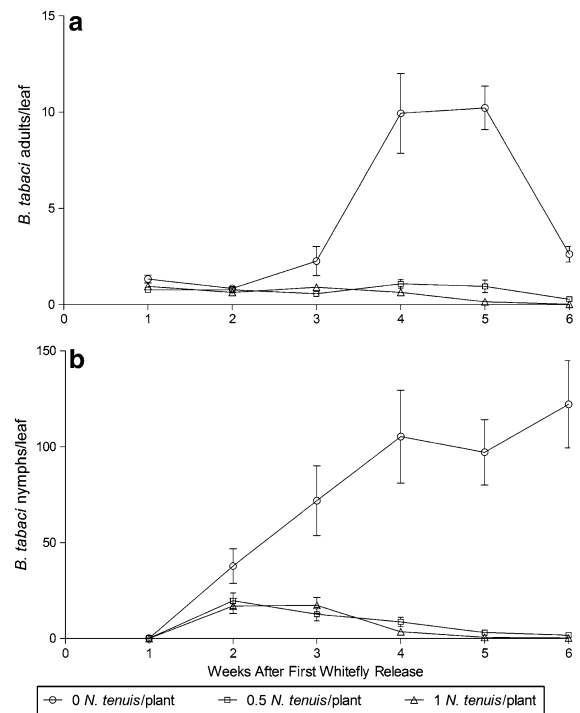 a
15
10
5
0
B. tabaci adults/leaf
0 1 2 3 4 5 6
b
150
100
50
0
B. tabaci nymphs/leaf
0 1 2 3 4 5 6
Weeks After First Whitefly Release
0 N. tenuis/plant 0.5 N. tenuis/plant 1 N. tenuis/plant